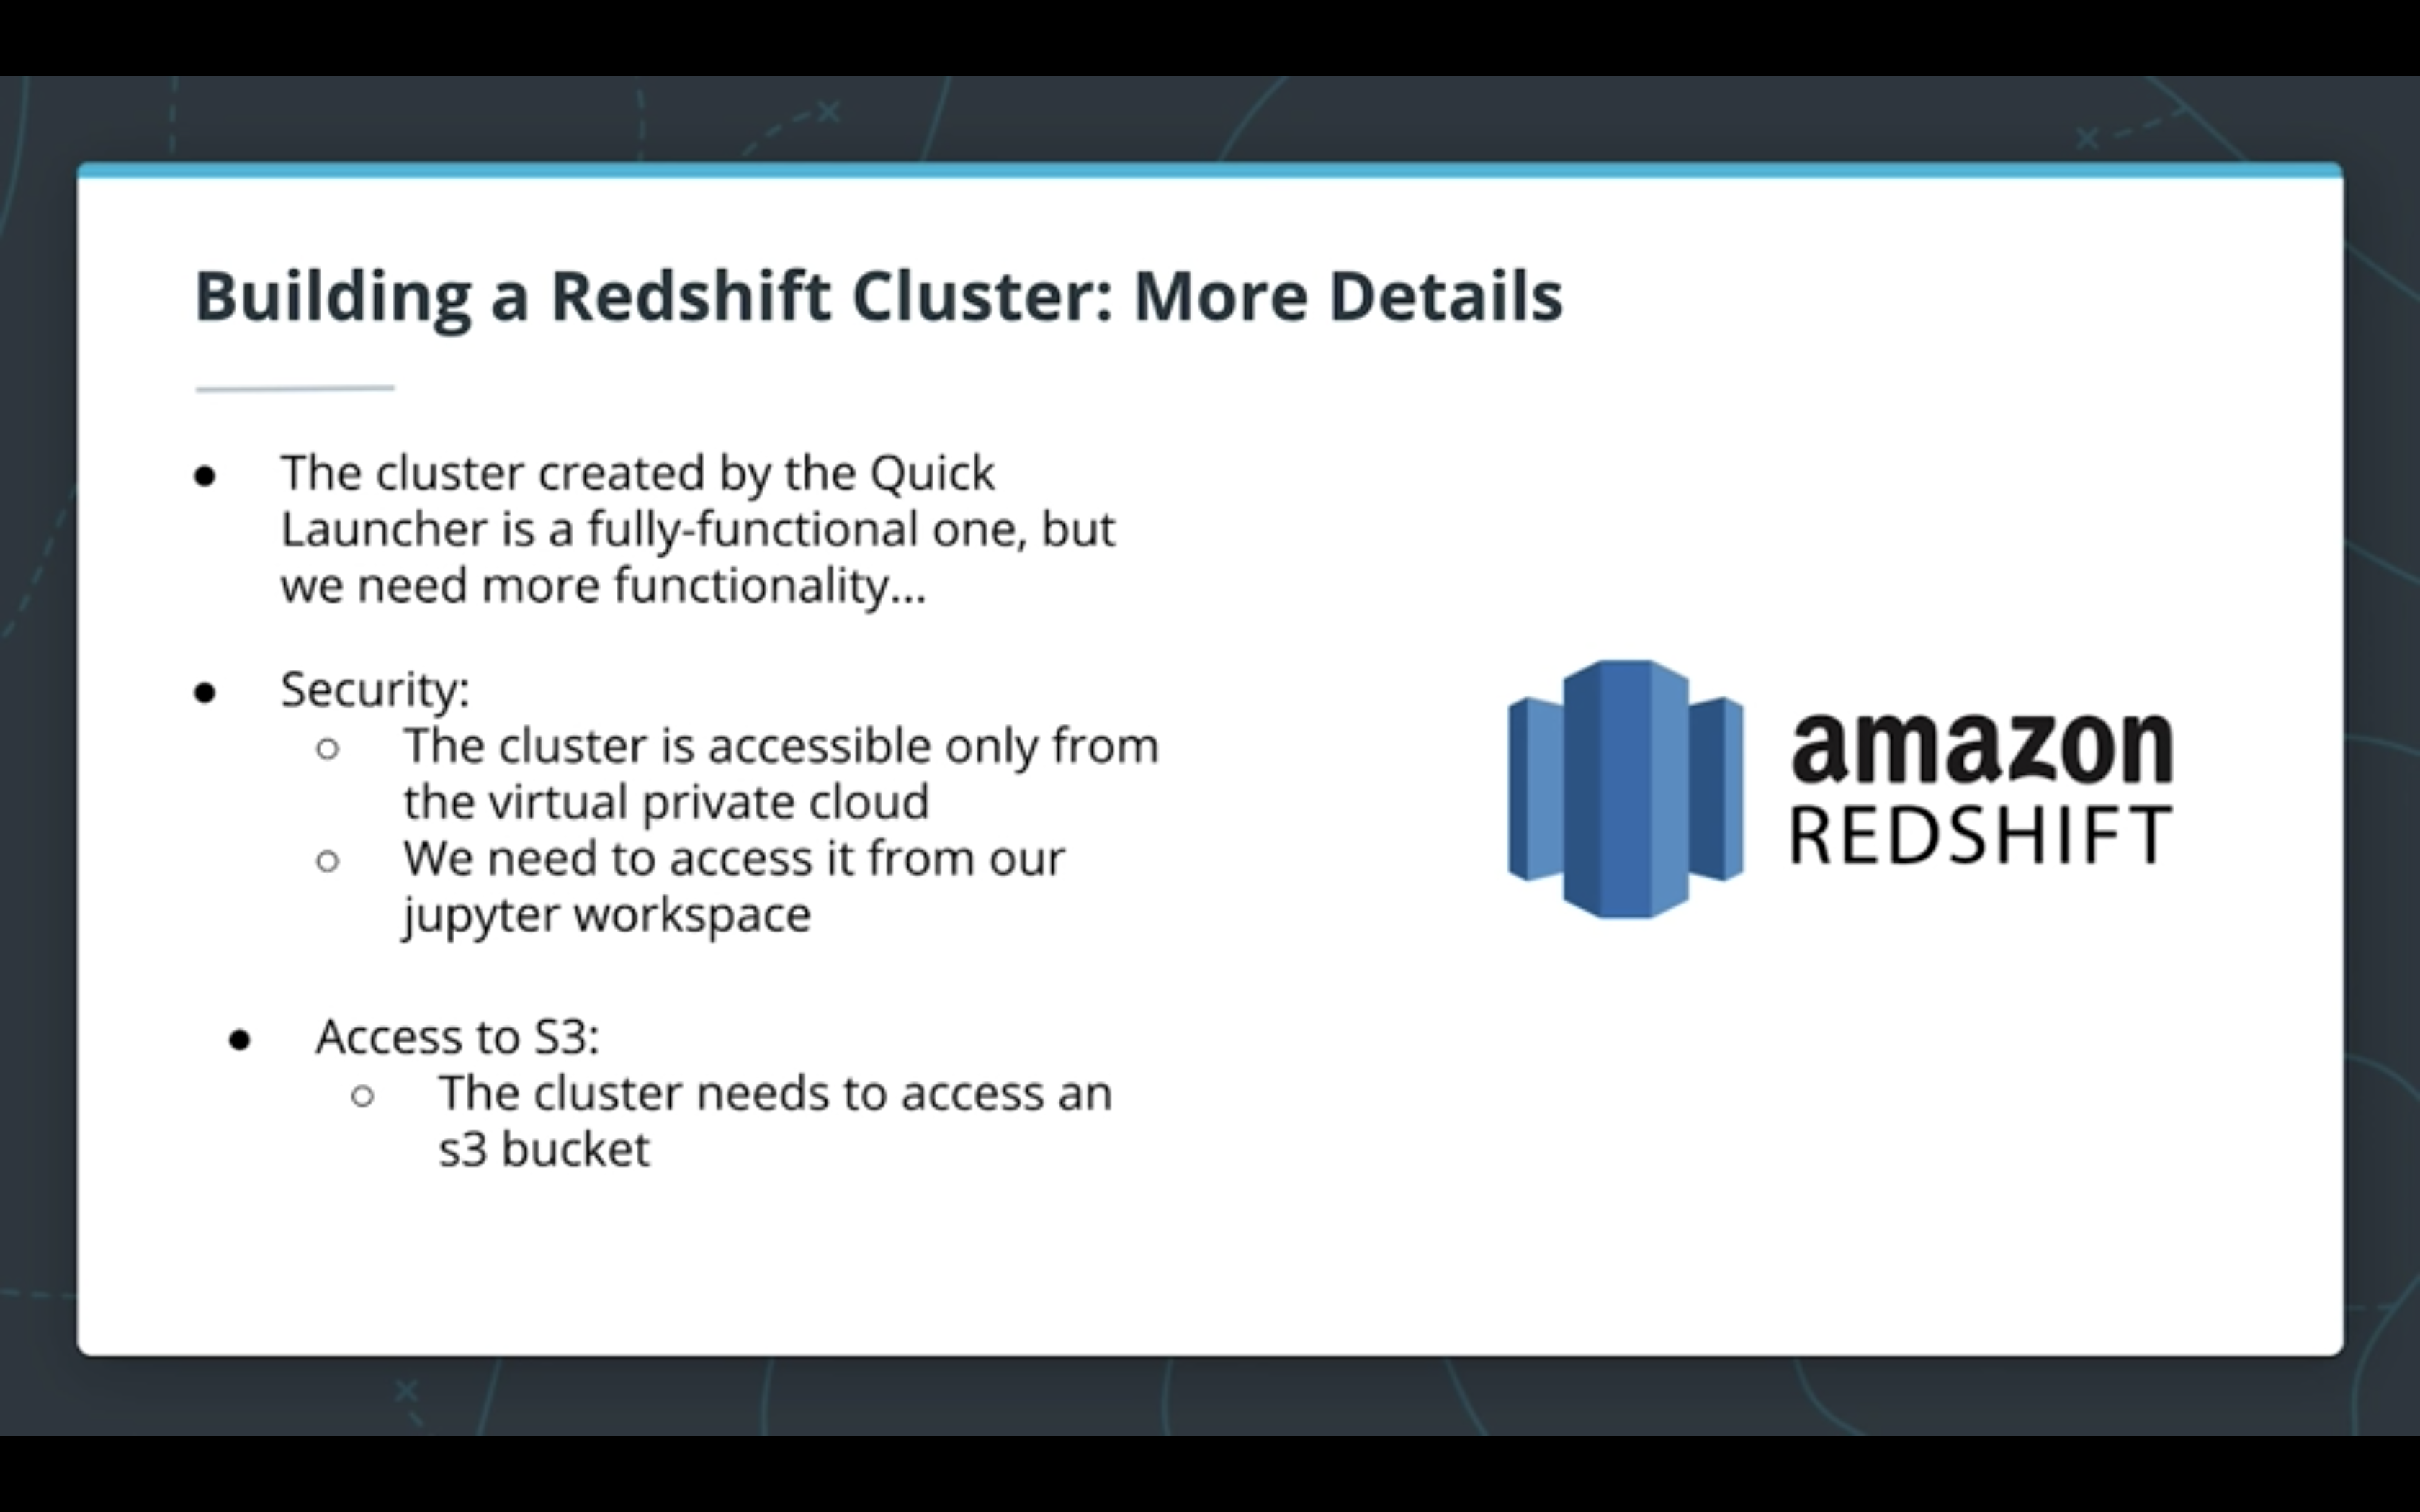 Building a Redshift Cluster: More Details
● The cluster created by the Quick
Launcher is a fully-functional one, but
we need more functionality...
● Security:
○ The cluster is accessible only from
the virtual private cloud
○ We need to access it from our
jupyter workspace
● Access to S3:
○ The cluster needs to access an
s3 bucket
amazon
REDSHIFT